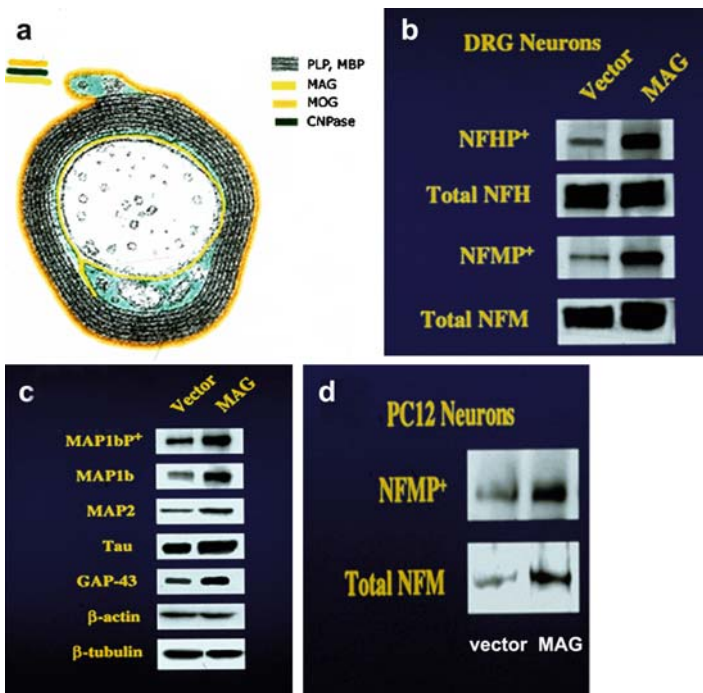 a
PLP, MBP
MAG
MOG
CNPase
b
DRG Neurons
Vector MAG
NFHP+
Total NFH
NFMP+
Total NFM
c
Vector MAG
MAP1bP+
MAP1b
MAP2
Tau
GAP-43
β-actin
β-tubulin
d
PC12 Neurons
NFMP+
Total NFM
vector MAG